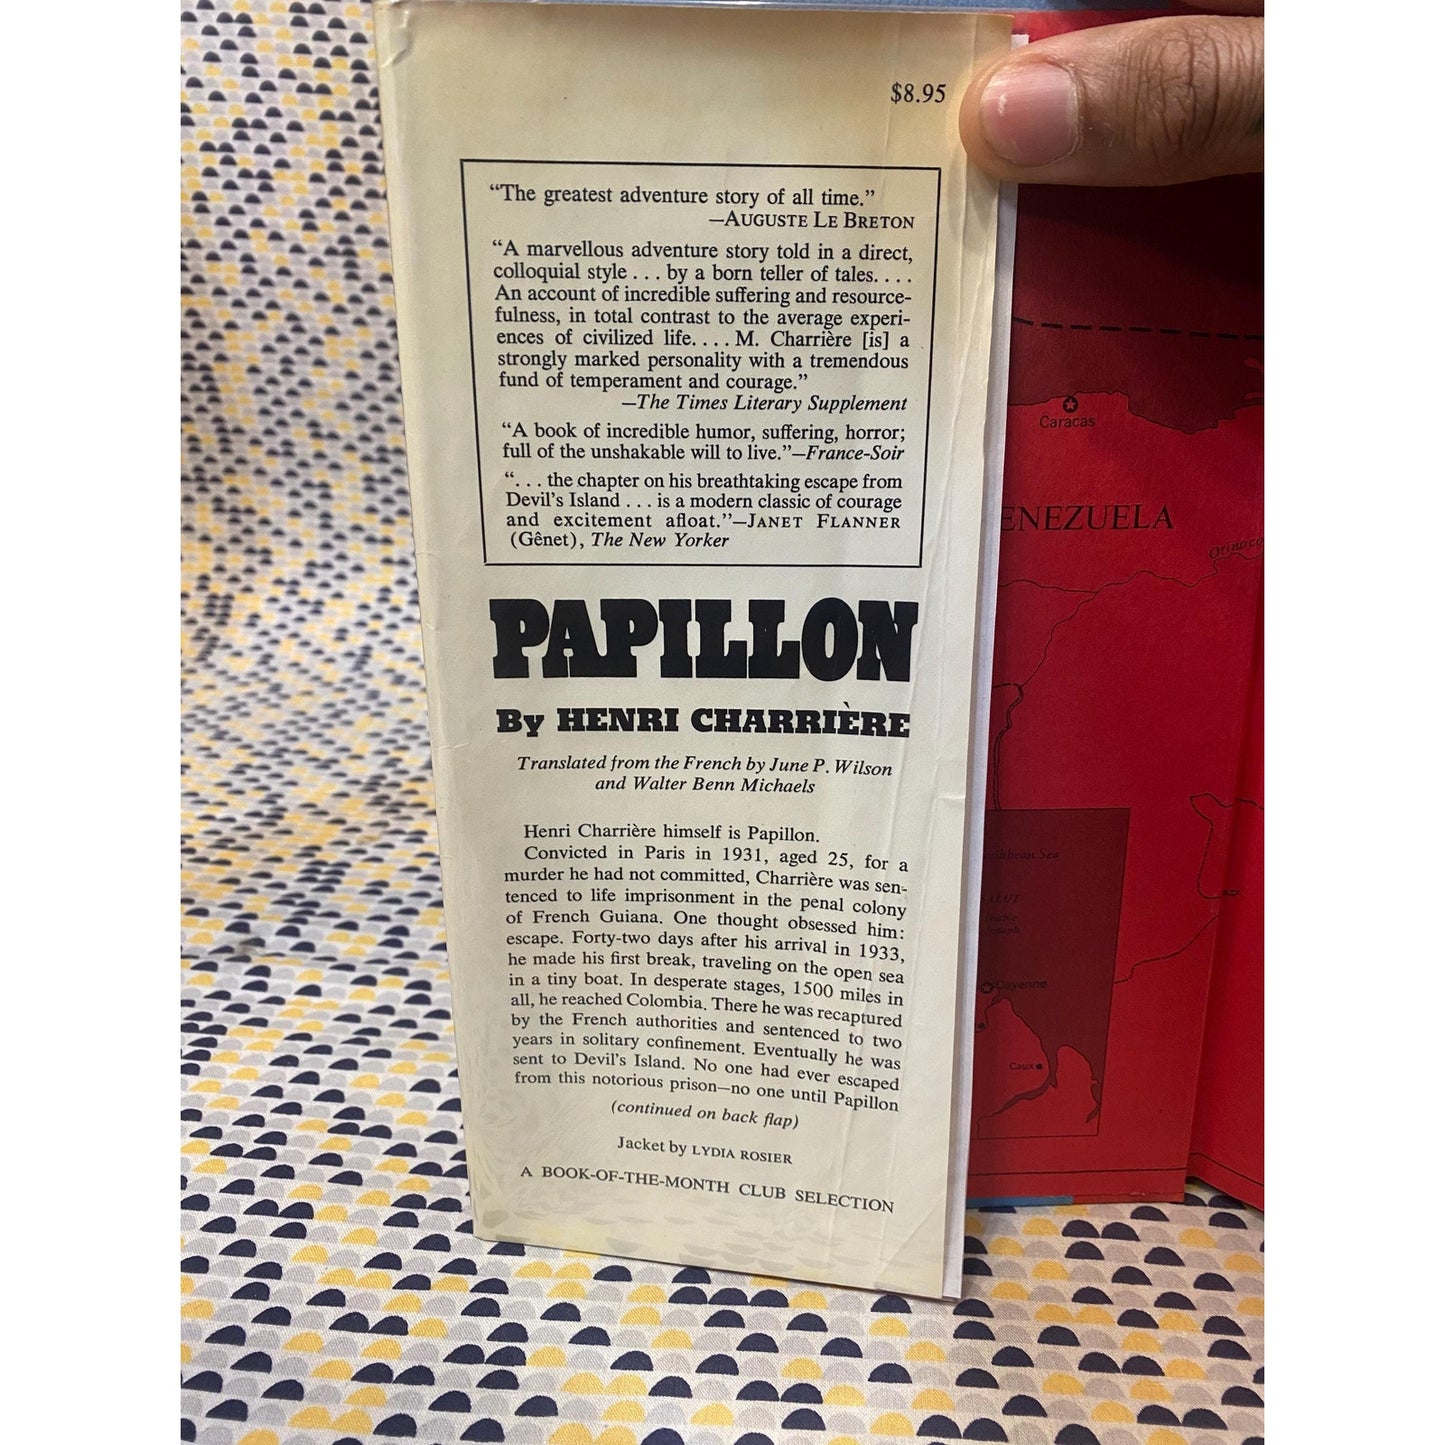 $8.95
“The greatest adventure story of all time.”
—AUGUSTE LE BRETON
“A marvellous adventure story told in a direct,
colloquial style . . . by a born teller of tales. . . .
An account of incredible suffering and resource-
fulness, in total contrast to the average experi-
ences of civilized life. . . . M. Charrière [is] a
strongly marked personality with a tremendous
fund of temperament and courage.”
—The Times Literary Supplement
“A book of incredible humor, suffering, horror;
full of the unshakable will to live.”—France-Soir
“. . . the chapter on his breathtaking escape from
Devil’s Island . . . is a modern classic of courage
and excitement afloat.”—JANET FLANNER
(Gênet), The New Yorker
PAPILLON
By HENRI CHARRIÈRE
Translated from the French by June P. Wilson
and Walter Benn Michaels
Henri Charrière himself is Papillon.
Convicted in Paris in 1931, aged 25, for a
murder he had not committed, Charrière was sen-
tenced to life imprisonment in the penal colony
of French Guiana. One thought obsessed him:
escape. Forty-two days after his arrival in 1933,
he made his first break, traveling on the open sea
in a tiny boat. In desperate stages, 1500 miles in
all, he reached Colombia. There he was recaptured
by the French authorities and sentenced to two
years in solitary confinement. Eventually he was
sent to Devil’s Island. No one had ever escaped
from this notorious prison—no one until Papillon
(continued on back flap)
Jacket by LYDIA ROSIER
A BOOK-OF-THE-MONTH CLUB SELECTION
Caracas
ENEZUELA
Orinoco
ribbean Sea
ALUT
Diable
Joseph
Cayenne
Caux